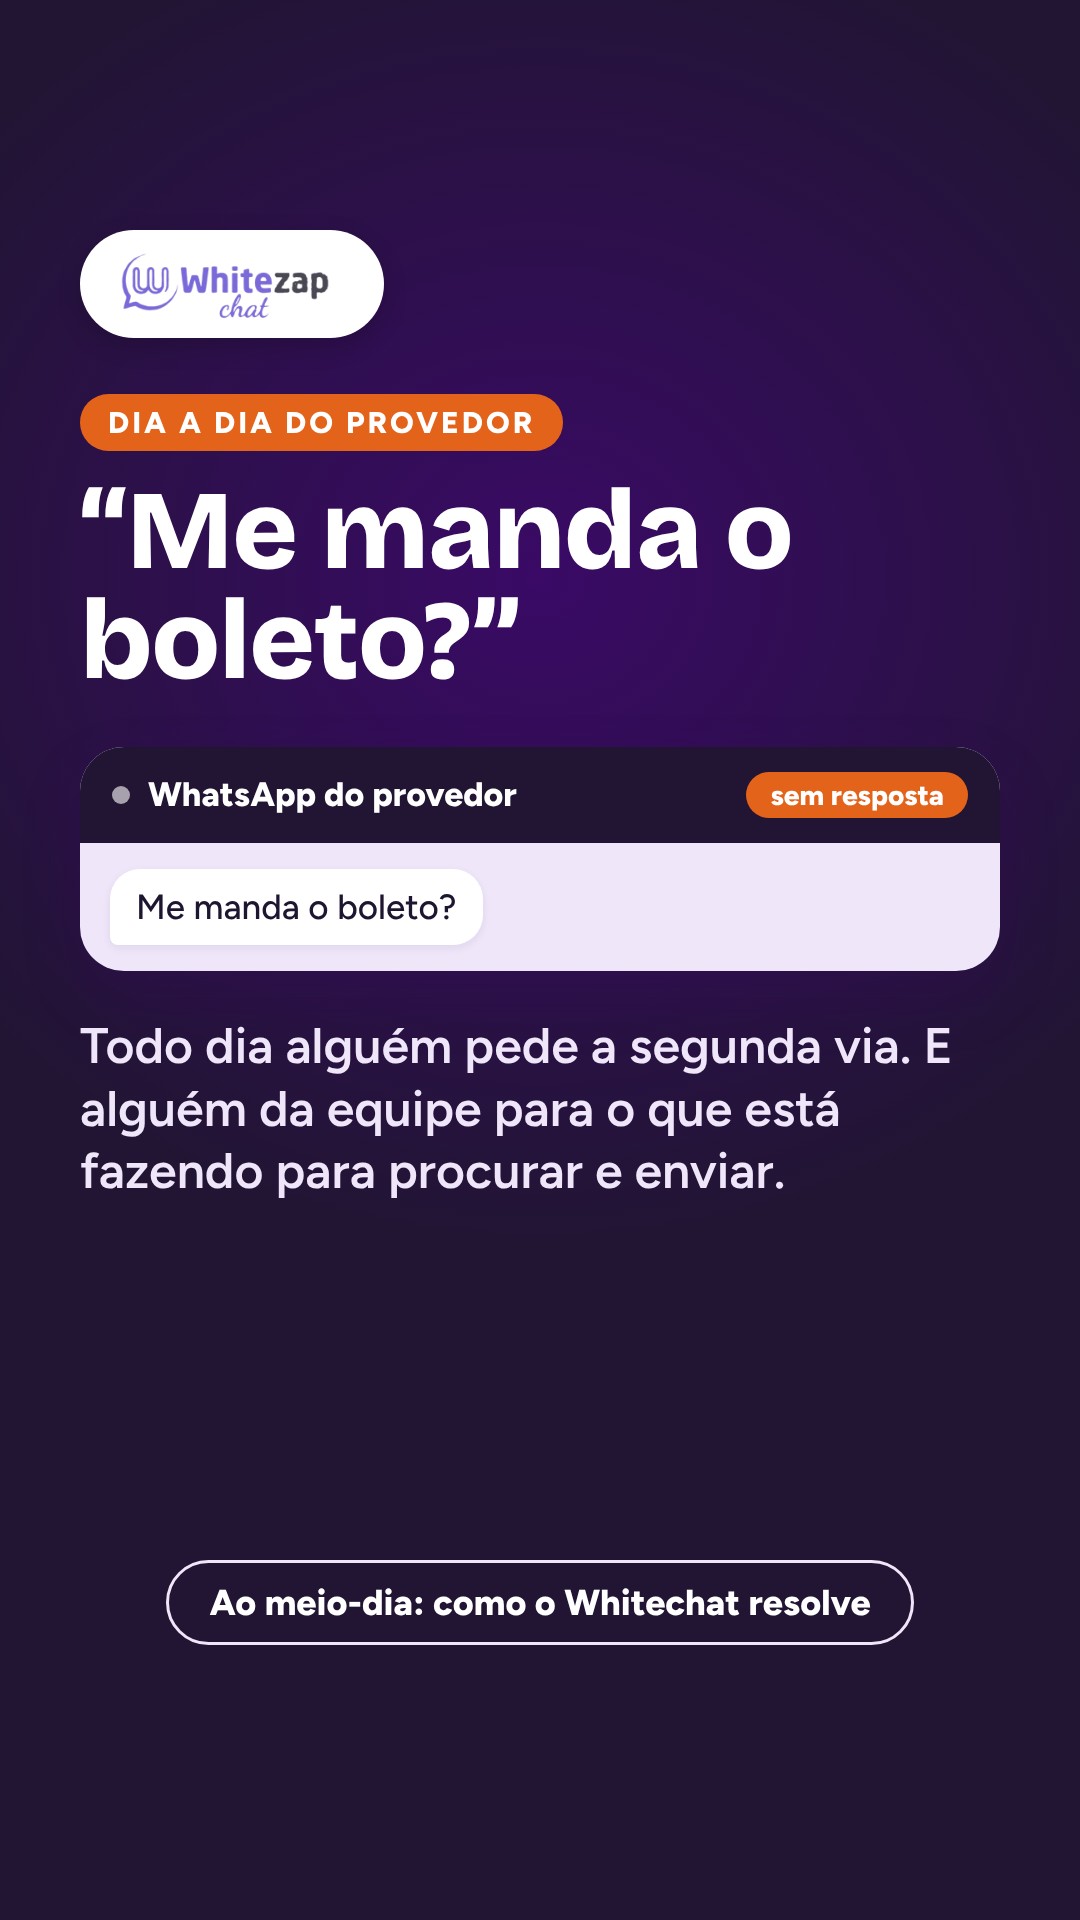 Whitezap
chat
DIA A DIA DO PROVEDOR
“Me manda o
boleto?”
WhatsApp do provedor
sem resposta
Me manda o boleto?
Todo dia alguém pede a segunda via. E
alguém da equipe para o que está
fazendo para procurar e enviar.
Ao meio-dia: como o Whitechat resolve